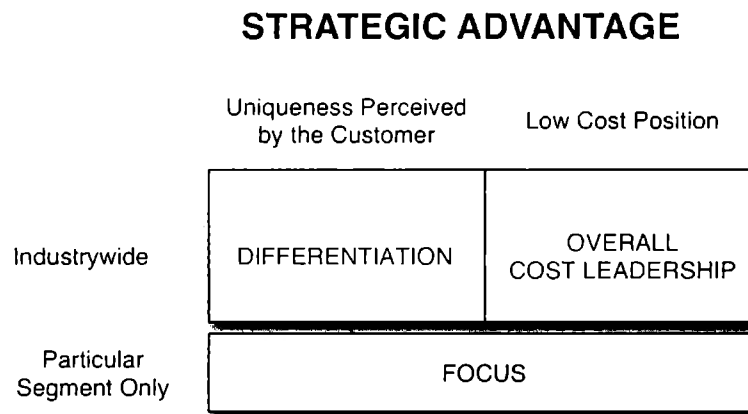 STRATEGIC ADVANTAGE
Uniqueness Perceived
by the Customer
Low Cost Position
Industrywide
DIFFERENTIATION
OVERALL
COST LEADERSHIP
Particular
Segment Only
FOCUS